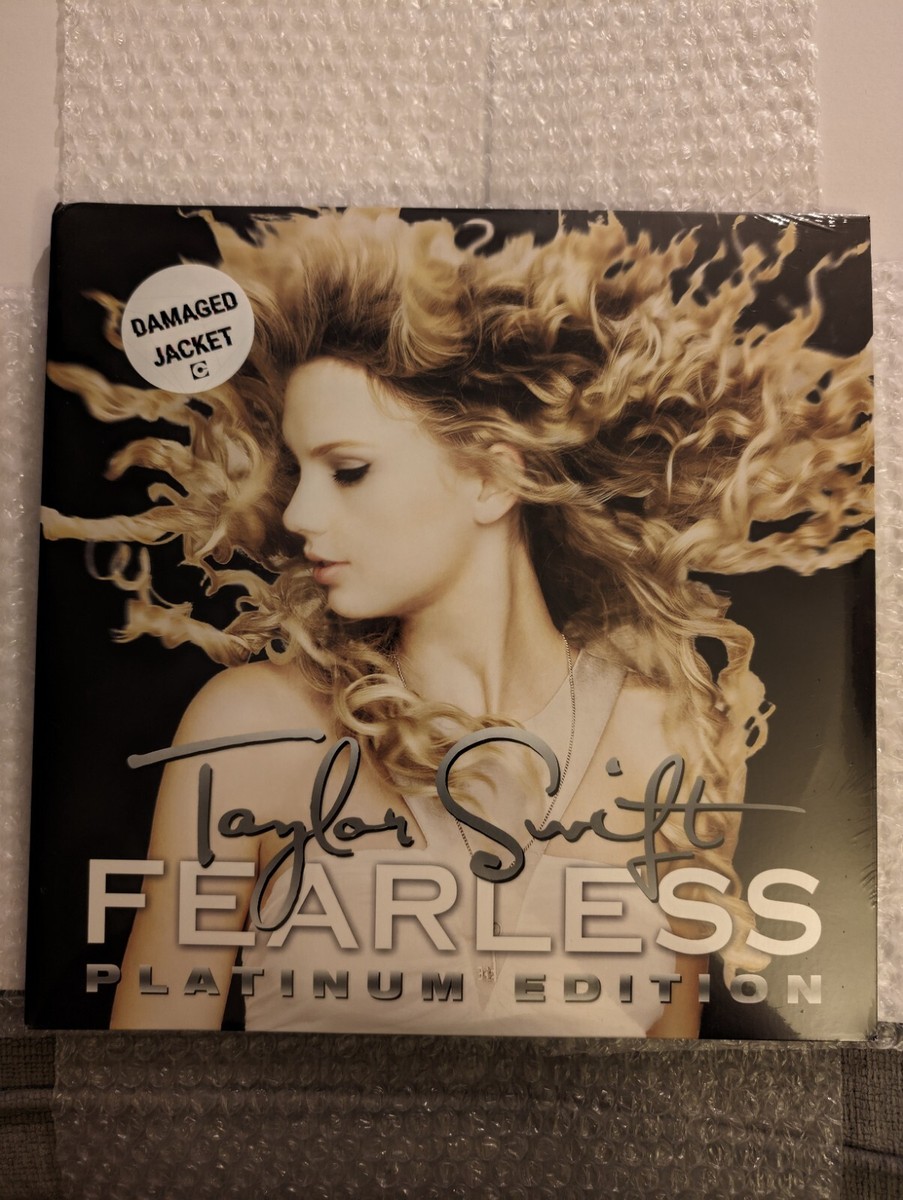 DAMAGED
JACKET
C
Taylor Swift
FEARLESS
PLATINUM EDITION